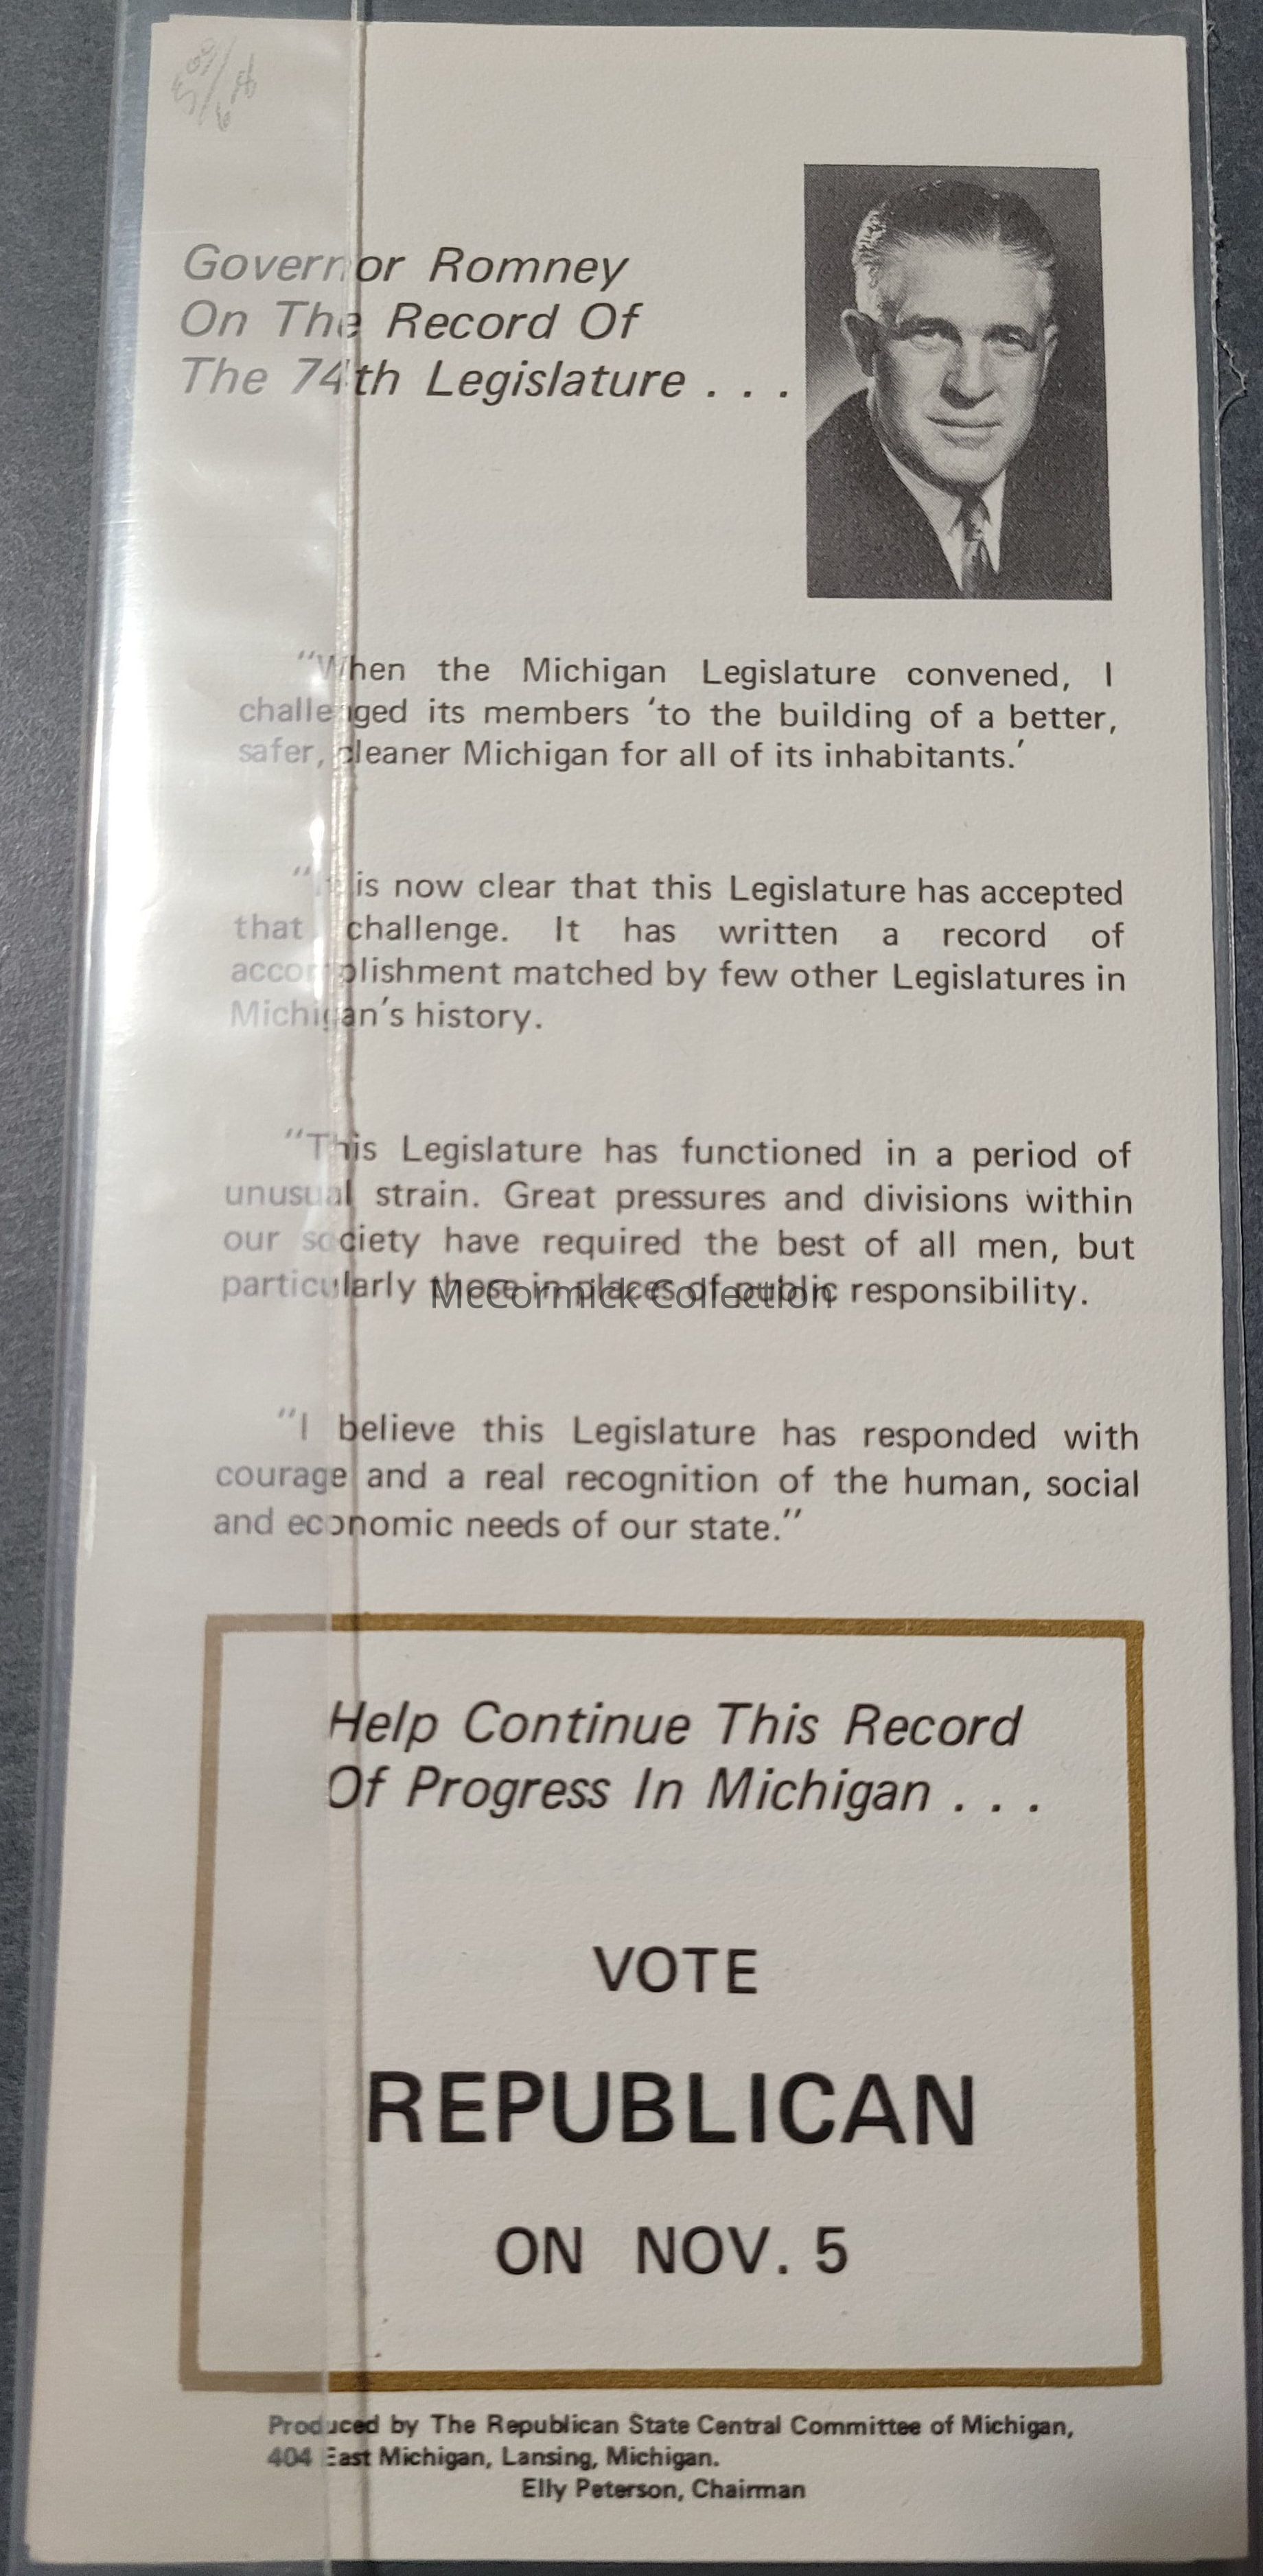 Governor Romney
On The Record Of
The 74th Legislature . . .
“When the Michigan Legislature convened, I
challenged its members ‘to the building of a better,
safer, cleaner Michigan for all of its inhabitants.’
“It is now clear that this Legislature has accepted
that challenge. It has written a record of
accomplishment matched by few other Legislatures in
Michigan’s history.
“This Legislature has functioned in a period of
unusual strain. Great pressures and divisions within
our society have required the best of all men, but
particularly those in places of public responsibility.
McCormick Collection
“I believe this Legislature has responded with
courage and a real recognition of the human, social
and economic needs of our state.”
Help Continue This Record
Of Progress In Michigan . . .
VOTE
REPUBLICAN
ON NOV. 5
Produced by The Republican State Central Committee of Michigan,
404 East Michigan, Lansing, Michigan.
Elly Peterson, Chairman